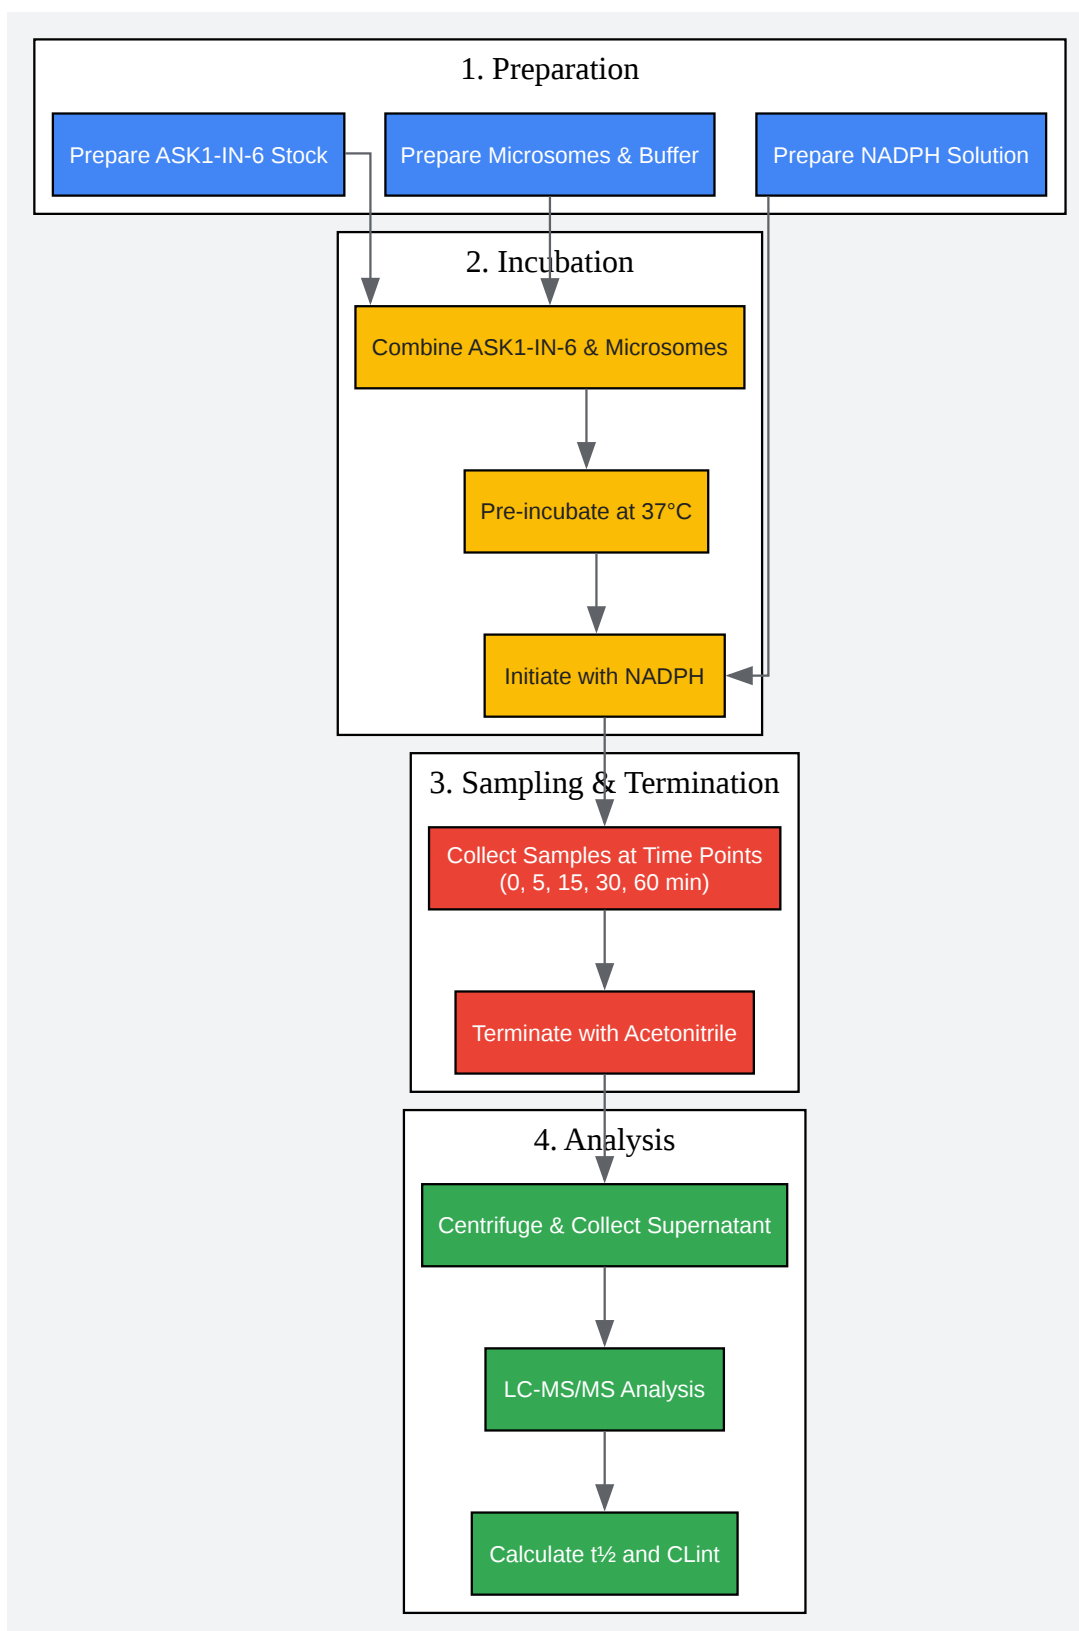 1. Preparation
Prepare ASK1-IN-6 Stock
Prepare Microsomes & Buffer
Prepare NADPH Solution
2. Incubation
Combine ASK1-IN-6 & Microsomes
Pre-incubate at 37°C
Initiate with NADPH
3. Sampling & Termination
Collect Samples at Time Points
(0, 5, 15, 30, 60 min)
Terminate with Acetonitrile
4. Analysis
Centrifuge & Collect Supernatant
LC-MS/MS Analysis
Calculate t½ and CLint